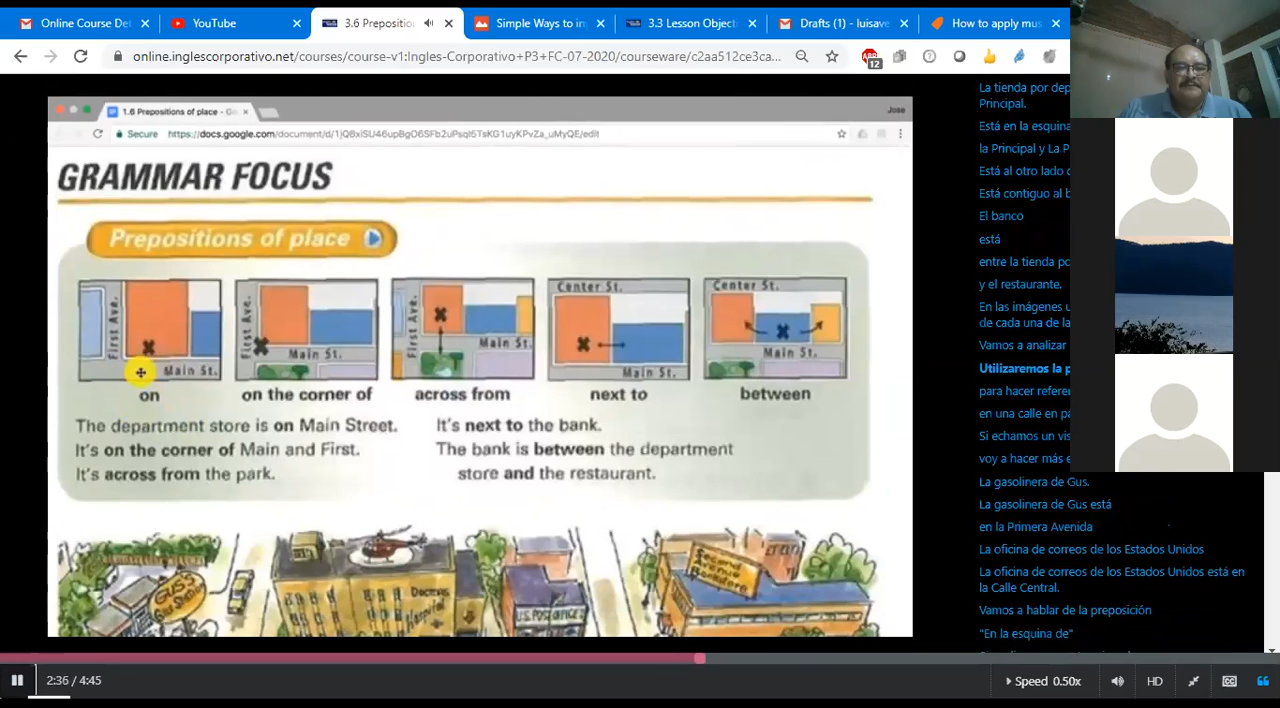 Online Course Det
YouTube
3.6 Prepositio
Simple Ways to im
3.3 Lesson Object
Drafts (1) - luisave
How to apply mus
online.inglescorporativo.net/courses/course-v1:Ingles-Corporativo+P3+FC-07-2020/courseware/c2aa512ce3ca...
12
1.6 Prepositions of place - Go
Jose
Secure
GRAMMAR FOCUS
Prepositions of place
First Ave.
Main St.
First Ave.
Main St.
First Ave.
Main St.
Center St.
Main St.
Center St.
Main St.
on
on the corner of
across from
next to
between
The department store is on Main Street.
It's on the corner of Main and First.
It's across from the park.
It's next to the bank.
The bank is between the department
store and the restaurant.
GUS'S
Gas Station
Doctors
Hospital
U.S. POST OFFICE
Second
Avenue
Bookstore
La tienda por dep
Principal.
Está en la esquina
la Principal y La P
Está al otro lado
Está contiguo al b
El banco
está
entre la tienda po
y el restaurante.
En las imágenes u
de cada una de la
Vamos a analizar
Utilizaremos la p
para hacer refere
en una calle en pa
Si echamos un vis
voy a hacer más e
La gasolinera de Gus.
La gasolinera de Gus está
en la Primera Avenida
La oficina de correos de los Estados Unidos
La oficina de correos de los Estados Unidos está en
la Calle Central.
Vamos a hablar de la preposición
"En la esquina de"
2:36 / 4:45
Speed 0.50x
HD